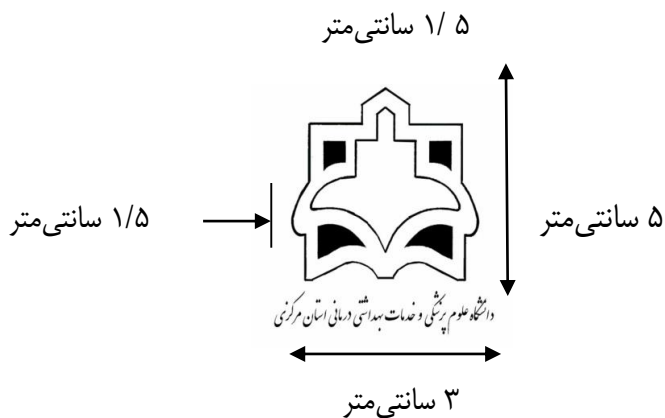 ۱/ ۵ سانتی‌متر
۱/۵ سانتی‌متر
۵ سانتی‌متر
دانشگاه علوم پزشکی و خدمات بهداشتی درمانی استان مرکزی
۳ سانتی‌متر